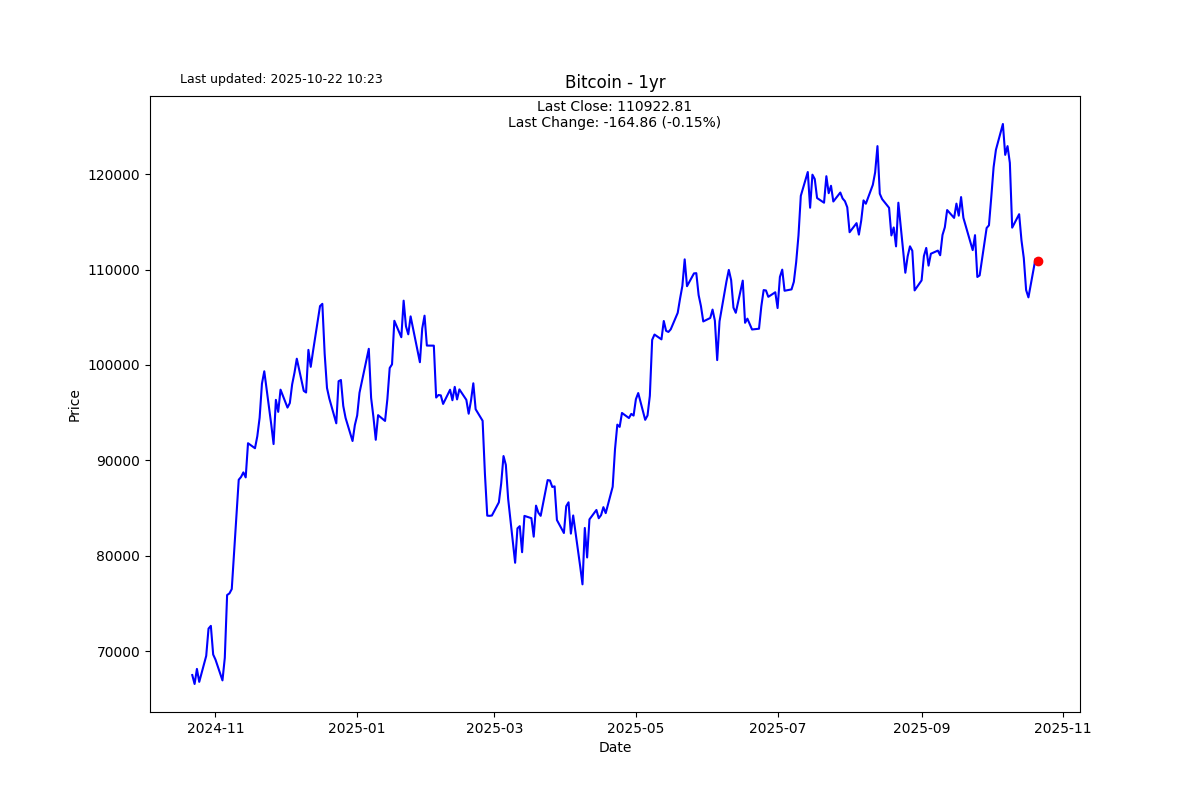 Last updated: 2025-10-22 10:23
Bitcoin - 1yr
Last Close: 110922.81
Last Change: -164.86 (-0.15%)
120000
110000
100000
90000
80000
70000
Price
2024-11
2025-01
2025-03
2025-05
2025-07
2025-09
2025-11
Date